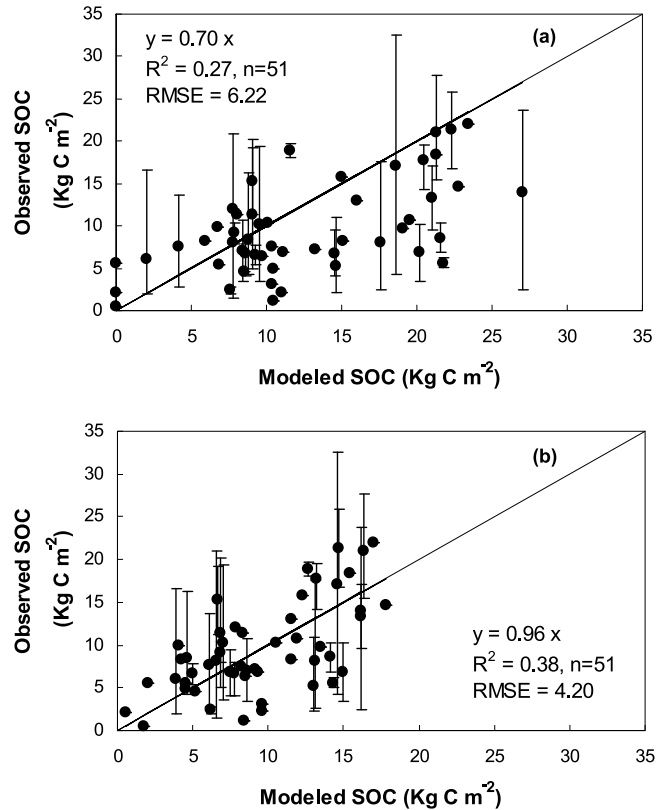 35
30
25
20
15
10
5
0
Observed SOC
(Kg C m⁻²)
y = 0.70 x
R² = 0.27, n=51
RMSE = 6.22
(a)
0 5 10 15 20 25 30 35
Modeled SOC (Kg C m⁻²)
35
30
25
20
15
10
5
0
Observed SOC
(Kg C m⁻²)
(b)
y = 0.96 x
R² = 0.38, n=51
RMSE = 4.20
0 5 10 15 20 25 30 35
Modeled SOC (Kg C m⁻²)